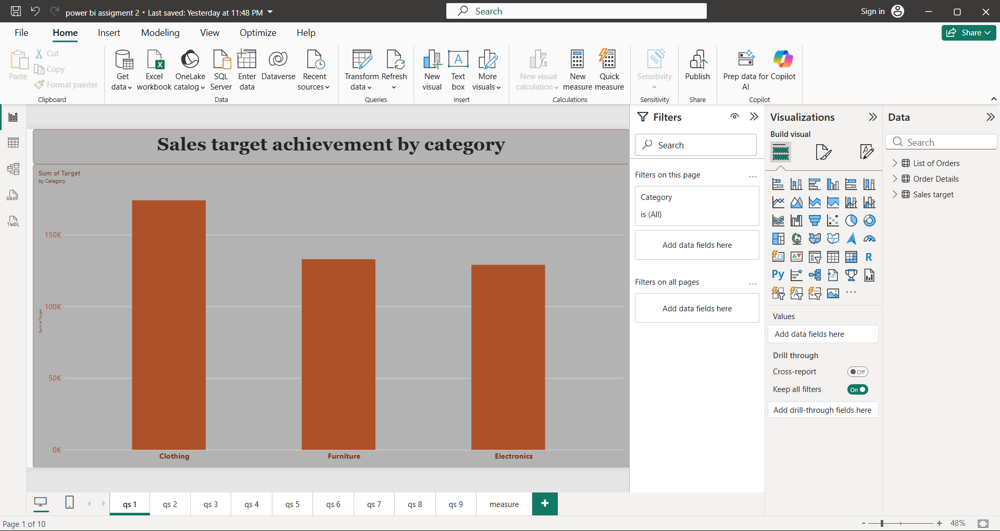 power bi assigment 2 • Last saved: Yesterday at 11:48 PM
Search
Sign in
File
Home
Insert
Modeling
View
Optimize
Help
Share
Paste
Cut
Copy
Format painter
Clipboard
Get data
Excel workbook
OneLake catalog
SQL Server
Enter data
Dataverse
Recent sources
Data
Transform data
Refresh
Queries
New visual
Text box
More visuals
Insert
New visual calculation
New measure
Quick measure
Calculations
Sensitivity
Sensitivity
Publish
Share
Prep data for AI
Copilot
Copilot
DAX
TMDL
Sales target achievement by category
Sum of Target
by Category
150K
100K
50K
0K
Sum of Target
Clothing
Furniture
Electronics
Filters
Search
Filters on this page
...
Category
is (All)
Add data fields here
Filters on all pages
...
Add data fields here
Visualizations
Build visual
123
R
Py
...
Values
Add data fields here
Drill through
Cross-report
Off
Keep all filters
On
Add drill-through fields here
Data
Search
List of Orders
Order Details
Sales target
qs 1
qs 2
qs 3
qs 4
qs 5
qs 6
qs 7
qs 8
qs 9
measure
+
Page 1 of 10
-
+
48%